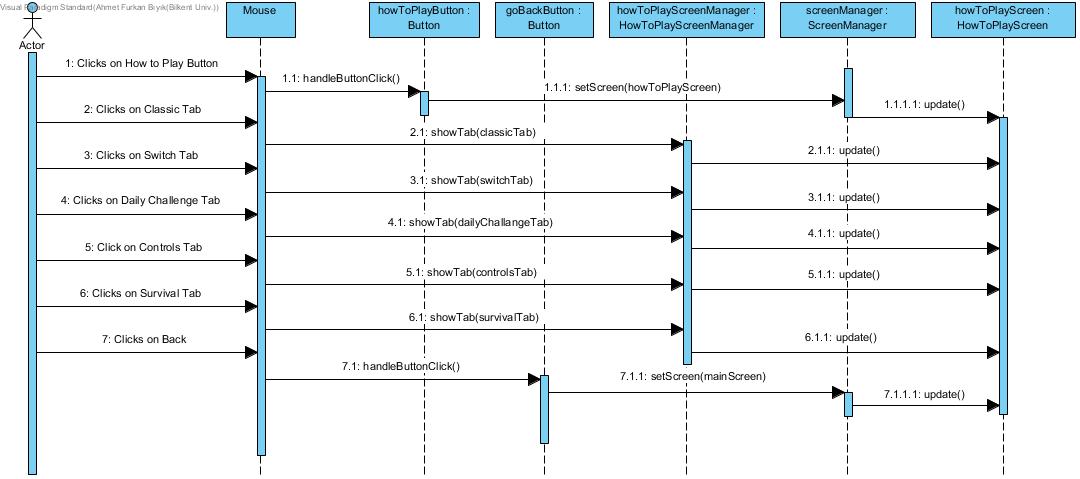 Visual Paradigm Standard(Ahmet Furkan Bıyık(Bilkent Univ.))
Actor
Mouse
howToPlayButton :
Button
goBackButton :
Button
howToPlayScreenManager :
HowToPlayScreenManager
screenManager :
ScreenManager
howToPlayScreen :
HowToPlayScreen
1: Clicks on How to Play Button
1.1: handleButtonClick()
1.1.1: setScreen(howToPlayScreen)
1.1.1.1: update()
2: Clicks on Classic Tab
2.1: showTab(classicTab)
2.1.1: update()
3: Clicks on Switch Tab
3.1: showTab(switchTab)
3.1.1: update()
4: Clicks on Daily Challenge Tab
4.1: showTab(dailyChallangeTab)
4.1.1: update()
5: Click on Controls Tab
5.1: showTab(controlsTab)
5.1.1: update()
6: Clicks on Survival Tab
6.1: showTab(survivalTab)
6.1.1: update()
7: Clicks on Back
7.1: handleButtonClick()
7.1.1: setScreen(mainScreen)
7.1.1.1: update()